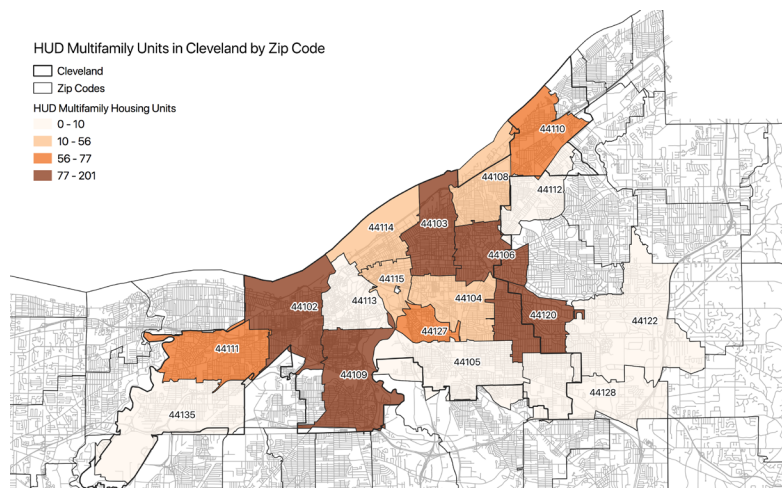 HUD Multifamily Units in Cleveland by Zip Code
Cleveland
Zip Codes
HUD Multifamily Housing Units
0 - 10
10 - 56
56 - 77
77 - 201
44110
44108
44112
44103
44114
44106
44115
44104
44102
44113
44120
44122
44127
44111
44105
44109
44128
44135